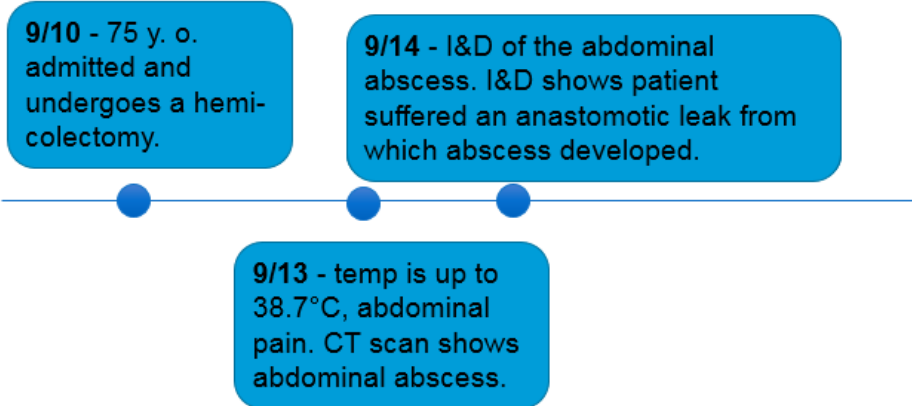 9/10 - 75 y. o.
admitted and
undergoes a hemi-
colectomy.
9/14 - I&D of the abdominal
abscess. I&D shows patient
suffered an anastomotic leak from
which abscess developed.
9/13 - temp is up to
38.7°C, abdominal
pain. CT scan shows
abdominal abscess.